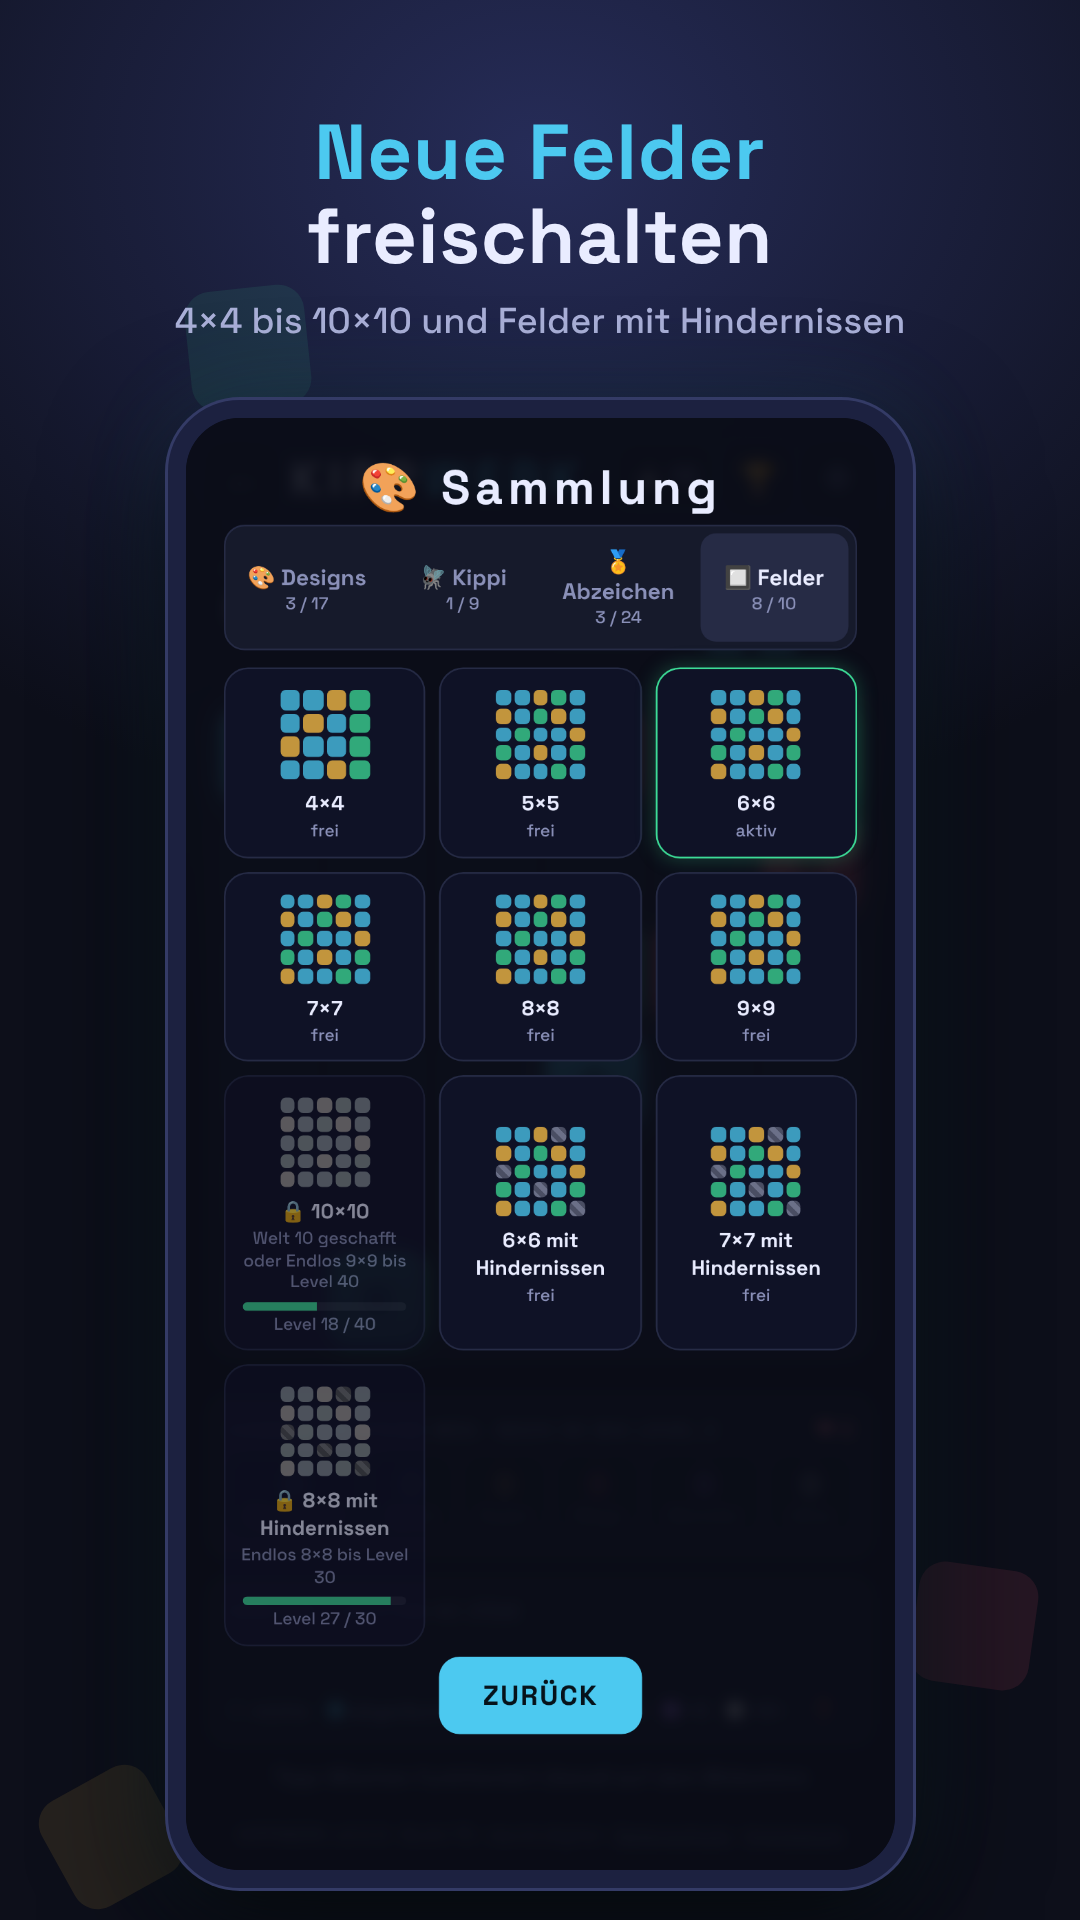 Neue Felder
freischalten
4×4 bis 10×10 und Felder mit Hindernissen
Sammlung
Designs
3 / 17
Kippi
1 / 9
Abzeichen
3 / 24
Felder
8 / 10
4×4
frei
5×5
frei
6×6
aktiv
7×7
frei
8×8
frei
9×9
frei
10×10
Welt 10 geschafft
oder Endlos 9×9 bis
Level 40
Level 18 / 40
6×6 mit
Hindernissen
frei
7×7 mit
Hindernissen
frei
8×8 mit
Hindernissen
Endlos 8×8 bis Level
30
Level 27 / 30
ZURÜCK